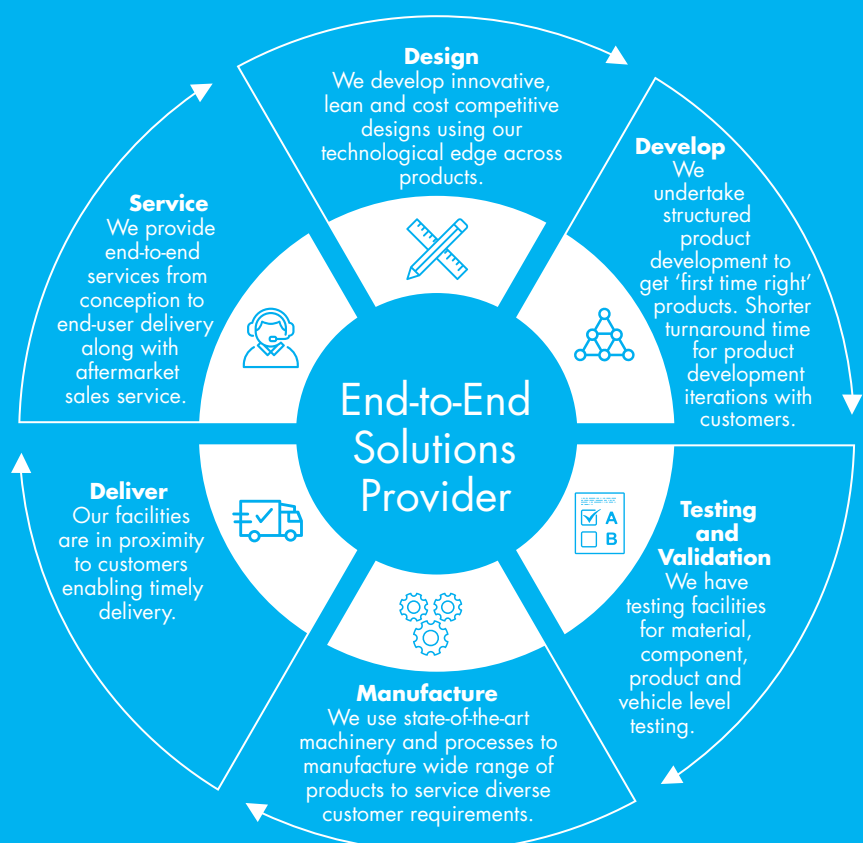 Design
We develop innovative,
lean and cost competitive
designs using our
technological edge across
products.
Develop
We
undertake
structured
product
development to
get ‘first time right’
products. Shorter
turnaround time
for product
development
iterations with
customers.
Testing
and
Validation
We have
testing facilities
for material,
component,
product and
vehicle level
testing.
Manufacture
We use state-of-the-art
machinery and processes to
manufacture wide range of
products to service diverse
customer requirements.
Deliver
Our facilities
are in proximity
to customers
enabling timely
delivery.
Service
We provide
end-to-end
services from
conception to
end-user delivery
along with
aftermarket
sales service.
End-to-End
Solutions
Provider
A
B